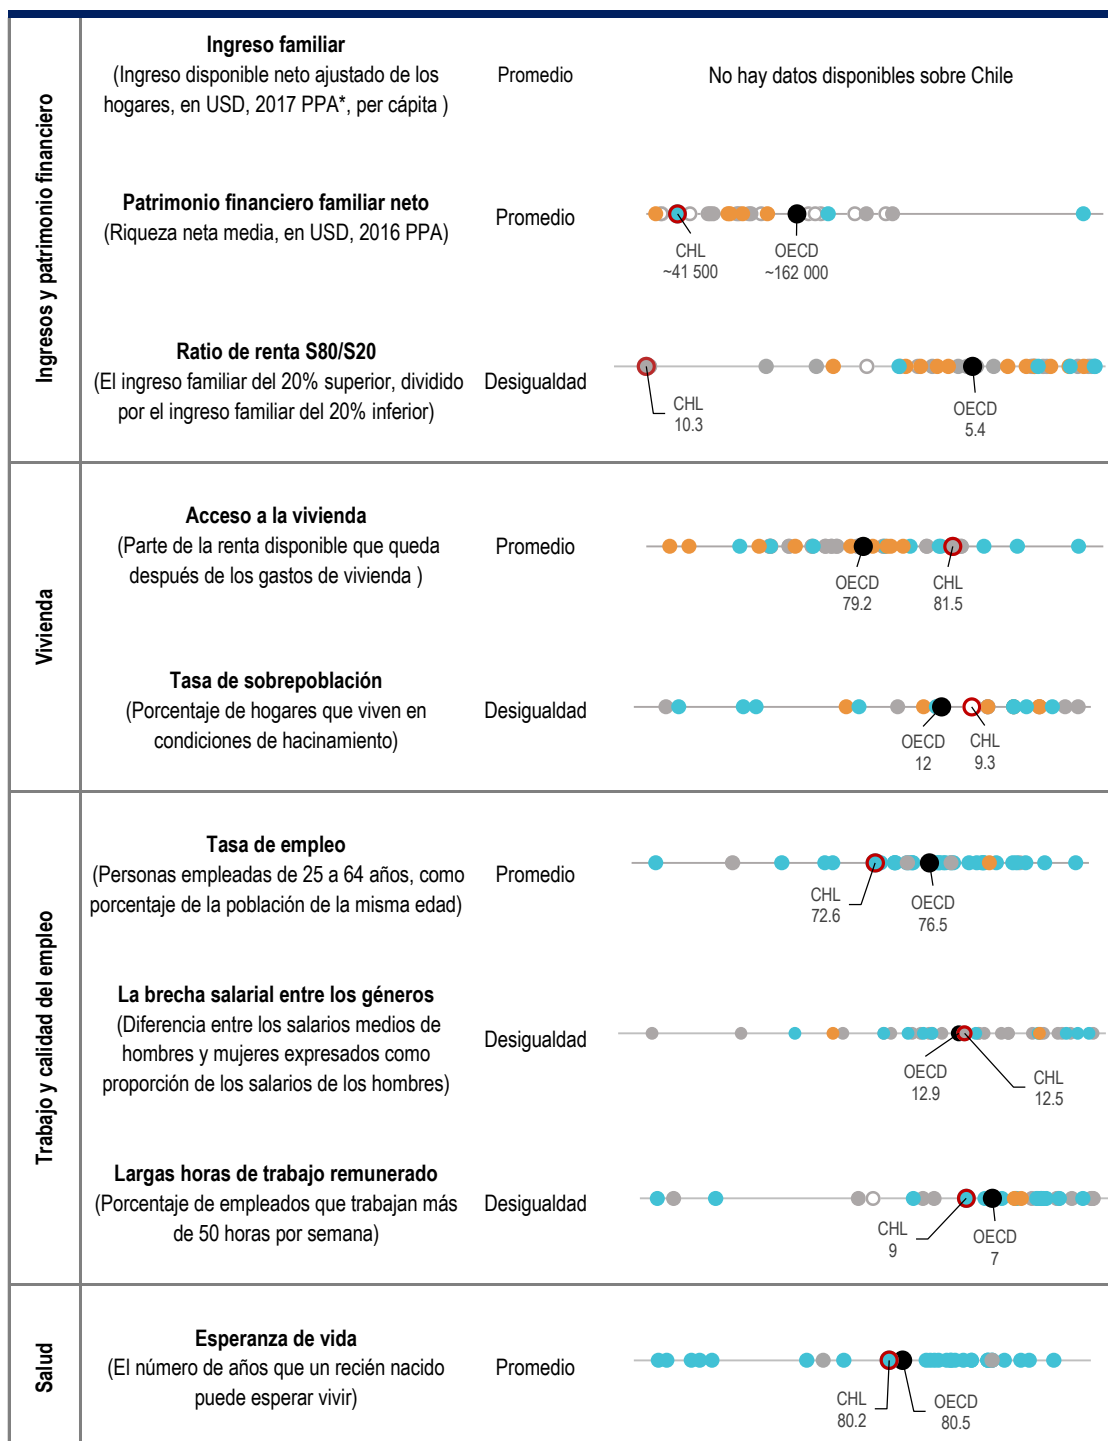 Ingresos y patrimonio financiero
Ingreso familiar
(Ingreso disponible neto ajustado de los
hogares, en USD, 2017 PPA*, per cápita )
Promedio
No hay datos disponibles sobre Chile
Patrimonio financiero familiar neto
(Riqueza neta media, en USD, 2016 PPA)
Promedio
CHL
~41 500
OECD
~162 000
Ratio de renta S80/S20
(El ingreso familiar del 20% superior, dividido
por el ingreso familiar del 20% inferior)
Desigualdad
CHL
10.3
OECD
5.4
Vivienda
Acceso a la vivienda
(Parte de la renta disponible que queda
después de los gastos de vivienda )
Promedio
OECD
79.2
CHL
81.5
Tasa de sobrepoblación
(Porcentaje de hogares que viven en
condiciones de hacinamiento)
Desigualdad
OECD
12
CHL
9.3
Trabajo y calidad del empleo
Tasa de empleo
(Personas empleadas de 25 a 64 años, como
porcentaje de la población de la misma edad)
Promedio
CHL
72.6
OECD
76.5
La brecha salarial entre los géneros
(Diferencia entre los salarios medios de
hombres y mujeres expresados como
proporción de los salarios de los hombres)
Desigualdad
OECD
12.9
CHL
12.5
Largas horas de trabajo remunerado
(Porcentaje de empleados que trabajan más
de 50 horas por semana)
Desigualdad
CHL
9
OECD
7
Salud
Esperanza de vida
(El número de años que un recién nacido
puede esperar vivir)
Promedio
CHL
80.2
OECD
80.5